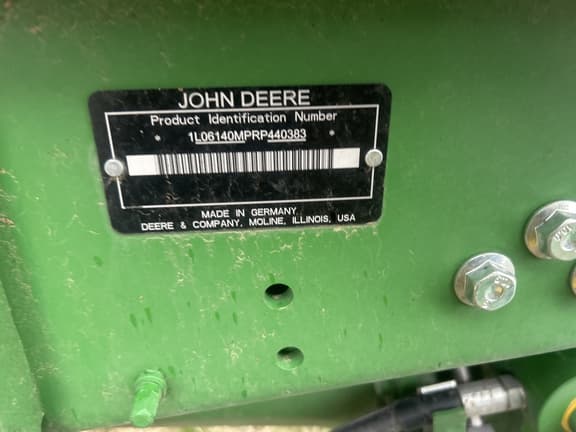 JOHN DEERE
Product Identification Number
* 1L06140MPRP440383 *
MADE IN GERMANY
DEERE & COMPANY, MOLINE, ILLINOIS, USA